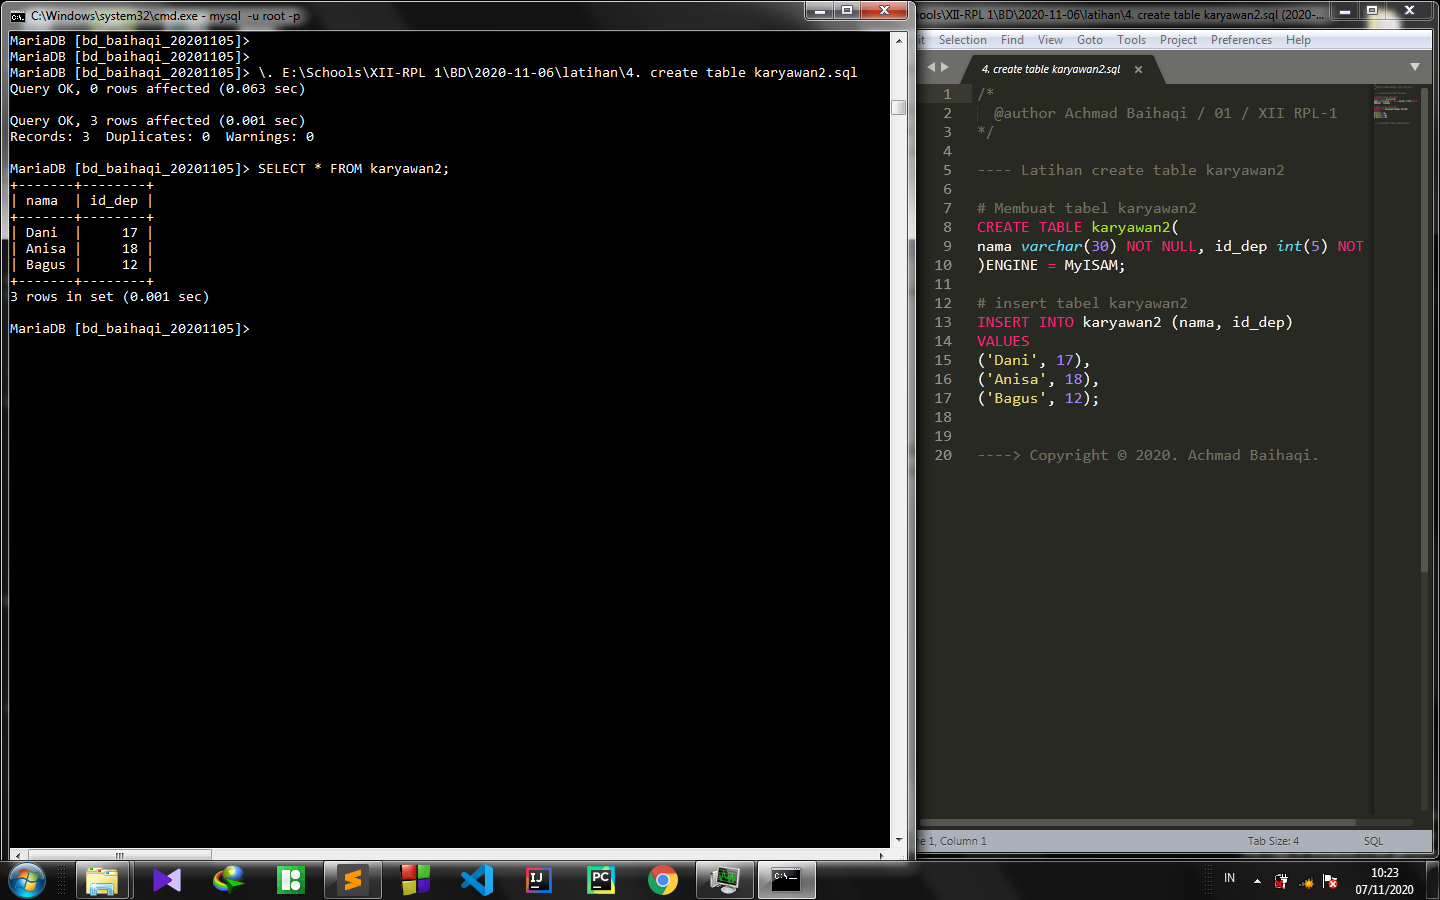 C:\Windows\system32\cmd.exe - mysql  -u root -p
MariaDB [bd_baihaqi_20201105]>
MariaDB [bd_baihaqi_20201105]>
MariaDB [bd_baihaqi_20201105]> \. E:\Schools\XII-RPL 1\BD\2020-11-06\latihan\4. create table karyawan2.sql
Query OK, 0 rows affected (0.063 sec)
Query OK, 3 rows affected (0.001 sec)
Records: 3  Duplicates: 0  Warnings: 0
MariaDB [bd_baihaqi_20201105]> SELECT * FROM karyawan2;
+-------+--------+
| nama  | id_dep |
+-------+--------+
| Dani  |     17 |
| Anisa |     18 |
| Bagus |     12 |
+-------+--------+
3 rows in set (0.001 sec)
MariaDB [bd_baihaqi_20201105]>
ools\XII-RPL 1\BD\2020-11-06\latihan\4. create table karyawan2.sql (2020-...
it Selection Find View Goto Tools Project Preferences Help
4. create table karyawan2.sql
1 /*
2   @author Achmad Baihaqi / 01 / XII RPL-1
3 */
4
5 ---- Latihan create table karyawan2
6
7 # Membuat tabel karyawan2
8 CREATE TABLE karyawan2(
9 nama varchar(30) NOT NULL, id_dep int(5) NOT
10 )ENGINE = MyISAM;
11
12 # insert tabel karyawan2
13 INSERT INTO karyawan2 (nama, id_dep)
14 VALUES
15 ('Dani', 17),
16 ('Anisa', 18),
17 ('Bagus', 12);
18
19
20 ----> Copyright © 2020. Achmad Baihaqi.
e 1, Column 1
Tab Size: 4
SQL
IJ
PC
C:\_
IN
10:23
07/11/2020